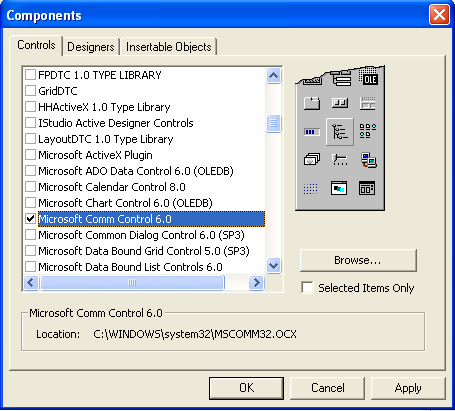 Components
Controls Designers Insertable Objects
FPDTC 1.0 TYPE LIBRARY
GridDTC
HHActiveX 1.0 Type Library
IStudio Active Designer Controls
LayoutDTC 1.0 Type Library
Microsoft ActiveX Plugin
Microsoft ADO Data Control 6.0 (OLEDB)
Microsoft Calendar Control 8.0
Microsoft Chart Control 6.0 (OLEDB)
Microsoft Comm Control 6.0
Microsoft Common Dialog Control 6.0 (SP3)
Microsoft Data Bound Grid Control 5.0 (SP3)
Microsoft Data Bound List Controls 6.0
OLE
Browse...
Selected Items Only
Microsoft Comm Control 6.0
Location: C:\WINDOWS\system32\MSCOMM32.OCX
OK Cancel Apply